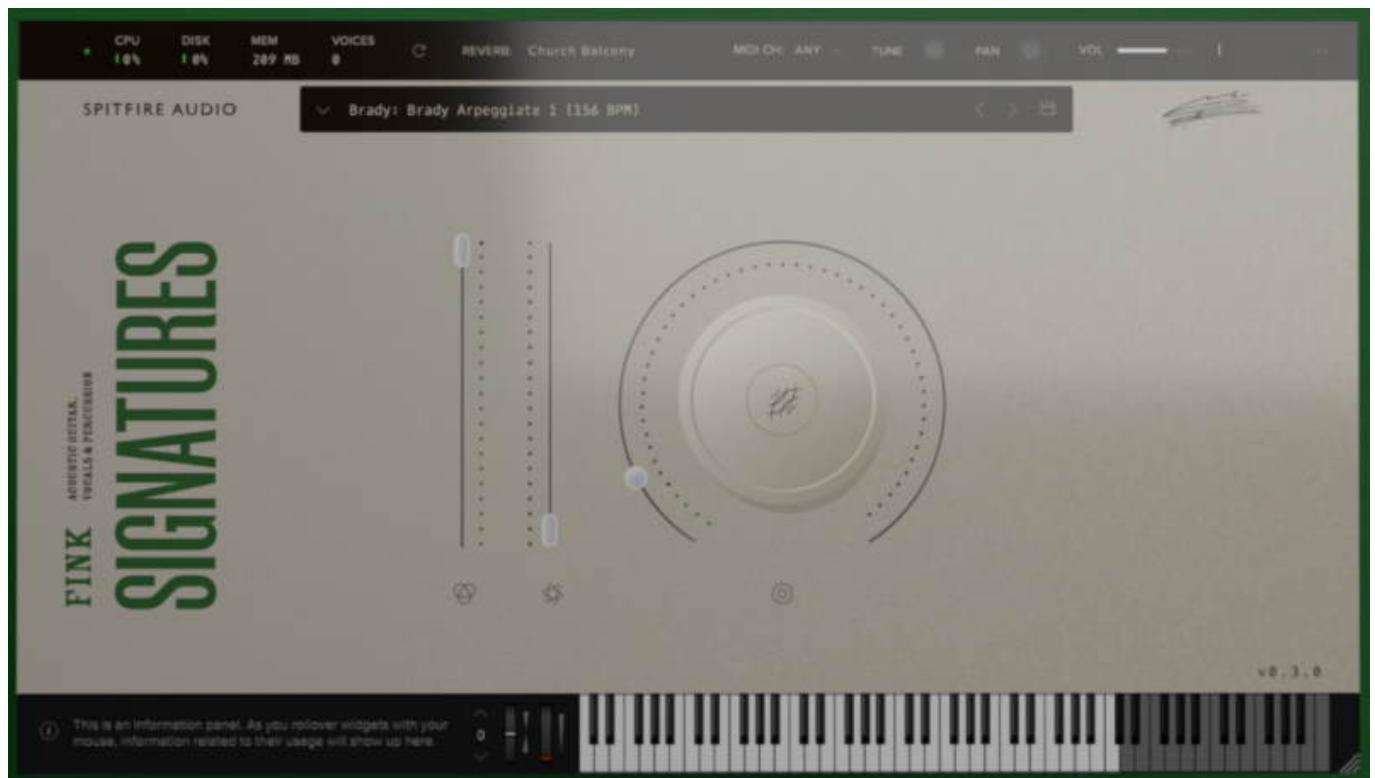 CPU DISK MEM VOICES
0% 0% 209 MB 0
REVERB: Church Balcony MIDI CH: ANY TUNE PAN VOL
SPITFIRE AUDIO
Brady: Brady Arpeggiate 1 [156 BPM]
FINK
ACOUSTIC GUITAR,
VOCALS & PERCUSSION
SIGNATURES
v0.3.0
This is an information panel. As you rollover widgets with your
mouse, information related to their usage will show up here.
0